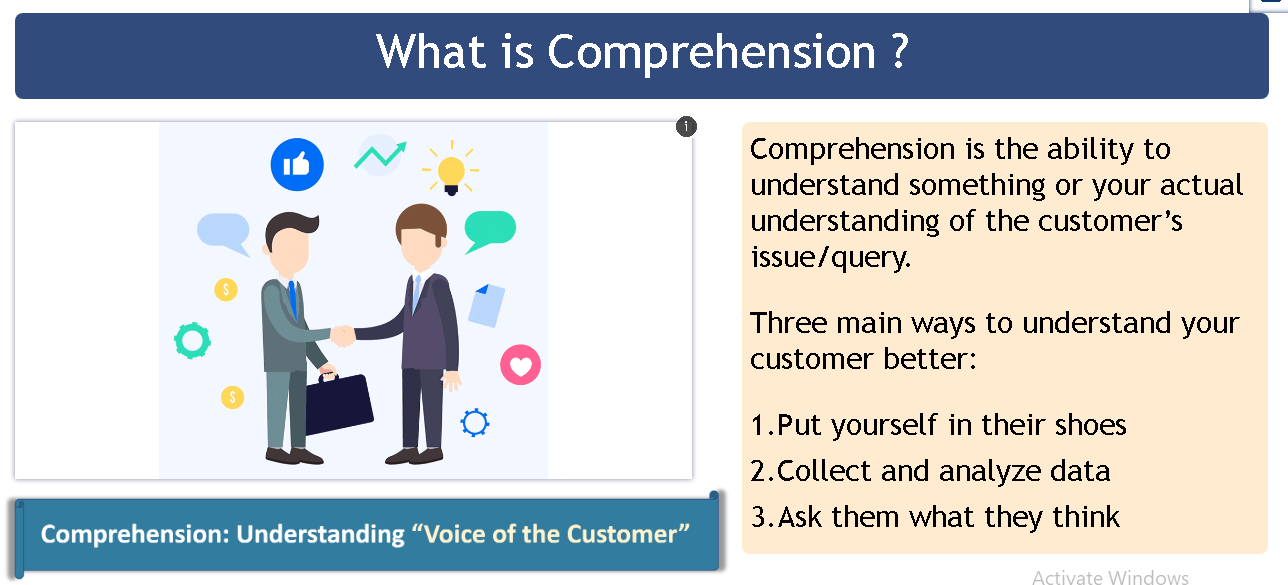 What is Comprehension ?
i
$
$
Comprehension: Understanding “Voice of the Customer”
Comprehension is the ability to
understand something or your actual
understanding of the customer’s
issue/query.
Three main ways to understand your
customer better:
1.Put yourself in their shoes
2.Collect and analyze data
3.Ask them what they think
Activate Windows